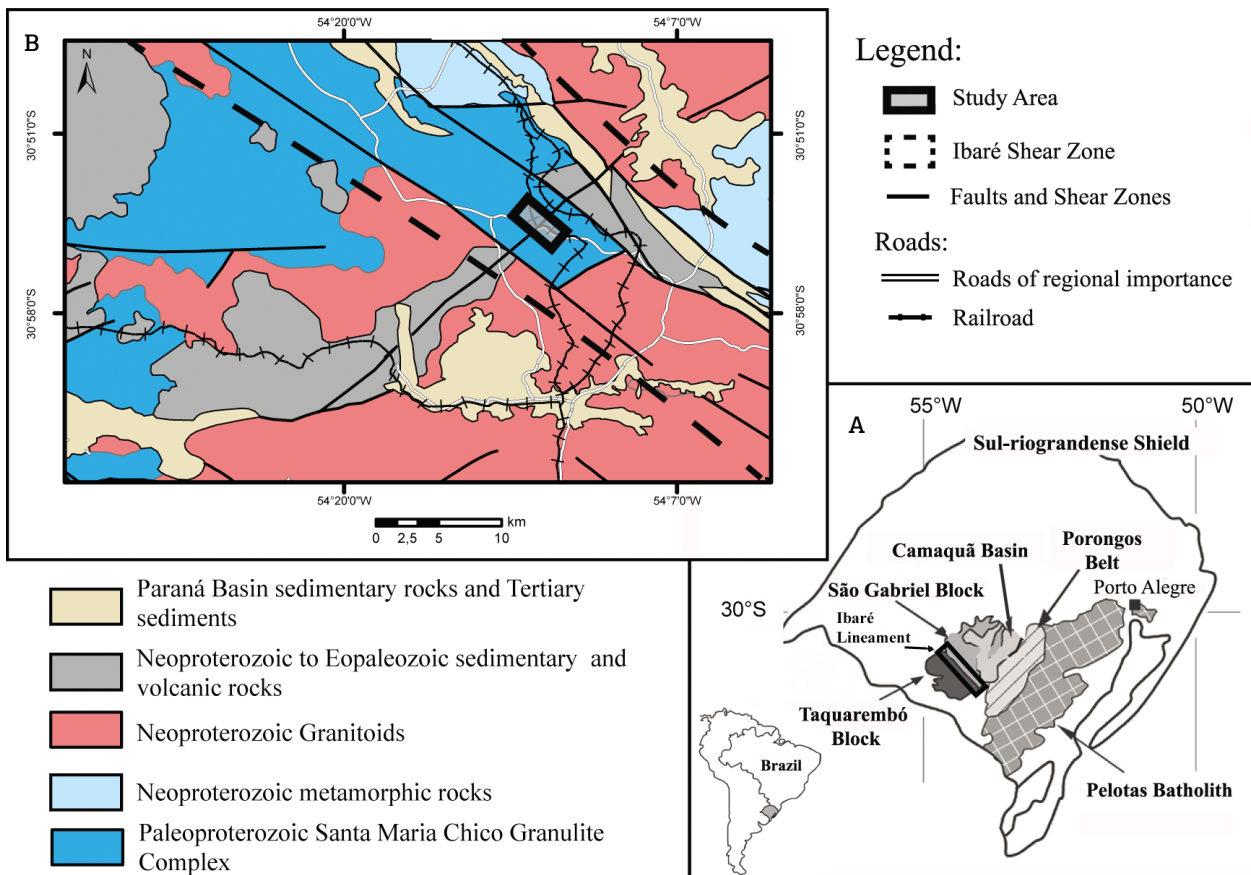 B
54°20'0"W
54°7'0"W
N
30°51'0"S
30°51'0"S
30°58'0"S
30°58'0"S
54°20'0"W
54°7'0"W
km
0 2,5 5 10
Legend:
Study Area
Ibaré Shear Zone
Faults and Shear Zones
Roads:
Roads of regional importance
Railroad
Paraná Basin sedimentary rocks and Tertiary
sediments
Neoproterozoic to Eopaleozoic sedimentary and
volcanic rocks
Neoproterozoic Granitoids
Neoproterozoic metamorphic rocks
Paleoproterozoic Santa Maria Chico Granulite
Complex
A
55°W
50°W
Sul-riograndense Shield
Camaquã Basin
Porongos
Belt
Porto Alegre
São Gabriel Block
30°S
Ibaré
Lineament
Taquarembó
Block
Brazil
Pelotas Batholith